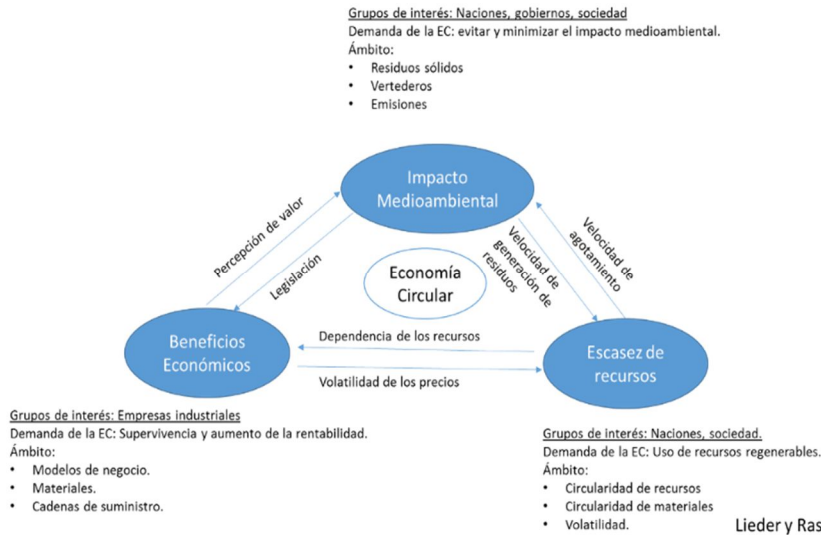 Grupos de interés: Naciones, gobiernos, sociedad
Demanda de la EC: evitar y minimizar el impacto medioambiental.
Ámbito:
• Residuos sólidos
• Vertederos
• Emisiones
Impacto
Medioambiental
Percepción de valor
Legislación
Velocidad de
generación de
residuos
Velocidad de
agotamiento
Economía
Circular
Beneficios
Económicos
Dependencia de los recursos
Volatilidad de los precios
Escasez de
recursos
Grupos de interés: Empresas industriales
Demanda de la EC: Supervivencia y aumento de la rentabilidad.
Ámbito:
• Modelos de negocio.
• Materiales.
• Cadenas de suministro.
Grupos de interés: Naciones, sociedad.
Demanda de la EC: Uso de recursos regenerables.
Ámbito:
• Circularidad de recursos
• Circularidad de materiales
• Volatilidad.
Lieder y Ras